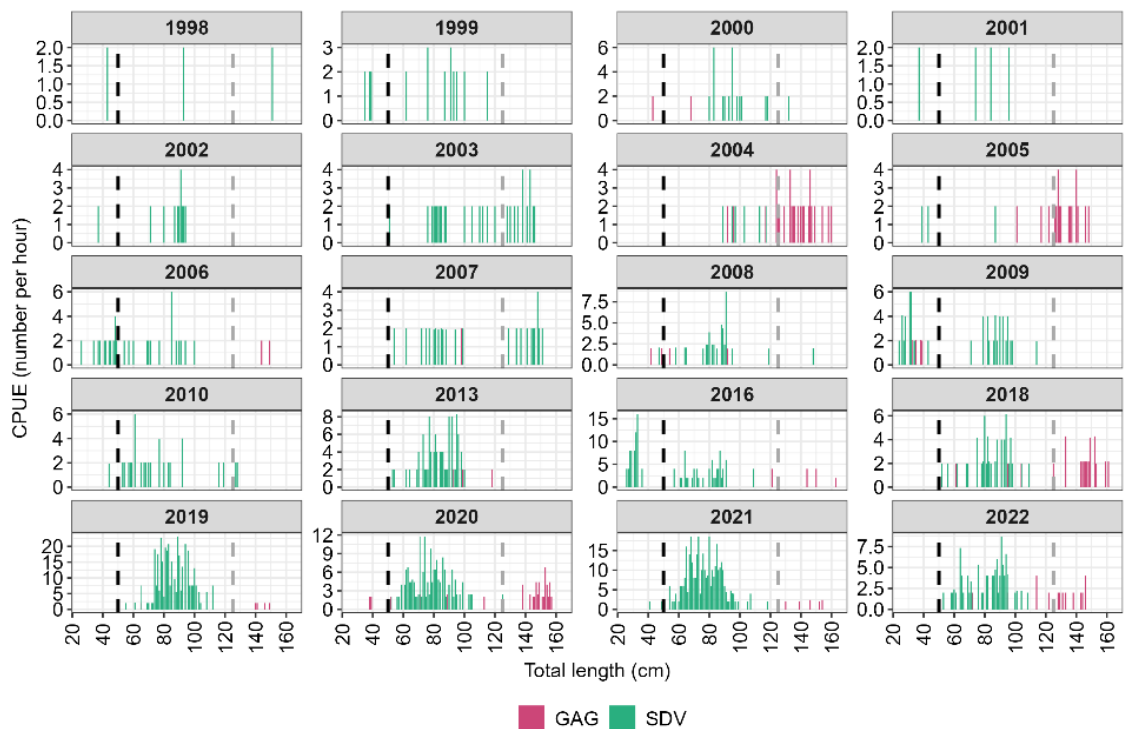 1998 1999 2000 2001
2.0 3 6 2.0
1.5 2 4 1.5
1.0 1 2 1.0
0.5 0.5
0.0 0 0 0.0
2002 2003 2004 2005
4 4 4 4
3 3 3 3
2 2 2 2
1 1 1 1
0 0 0 0
2006 2007 2008 2009
6 4 7.5 6
4 3 5.0 4
2 2 2.5 2
0 1 0.0 0
0
2010 2013 2016 2018
6 8 15 6
4 6 10 4
2 4 5 2
0 2 0 0
0
2019 2020 2021 2022
20 12 15 7.5
15 9 10 5.0
10 6 5 2.5
5 3 0 0.0
0 0
20 40 60 80 100 120 140 160 20 40 60 80 100 120 140 160 20 40 60 80 100 120 140 160 20 40 60 80 100 120 140 160
CPUE (number per hour)
Total length (cm)
GAG SDV